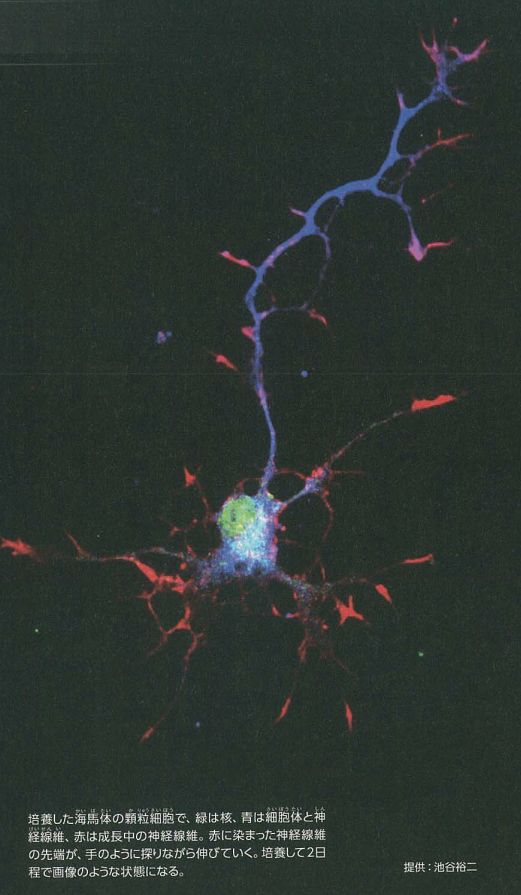 培養した海馬体の顆粒細胞で、緑は核、青は細胞体と神
経線維、赤は成長中の神経線維。赤に染まった神経線維
の先端が、手のように探りながら伸びていく。培養して2日
程で画像のような状態になる。
提供：池谷裕二